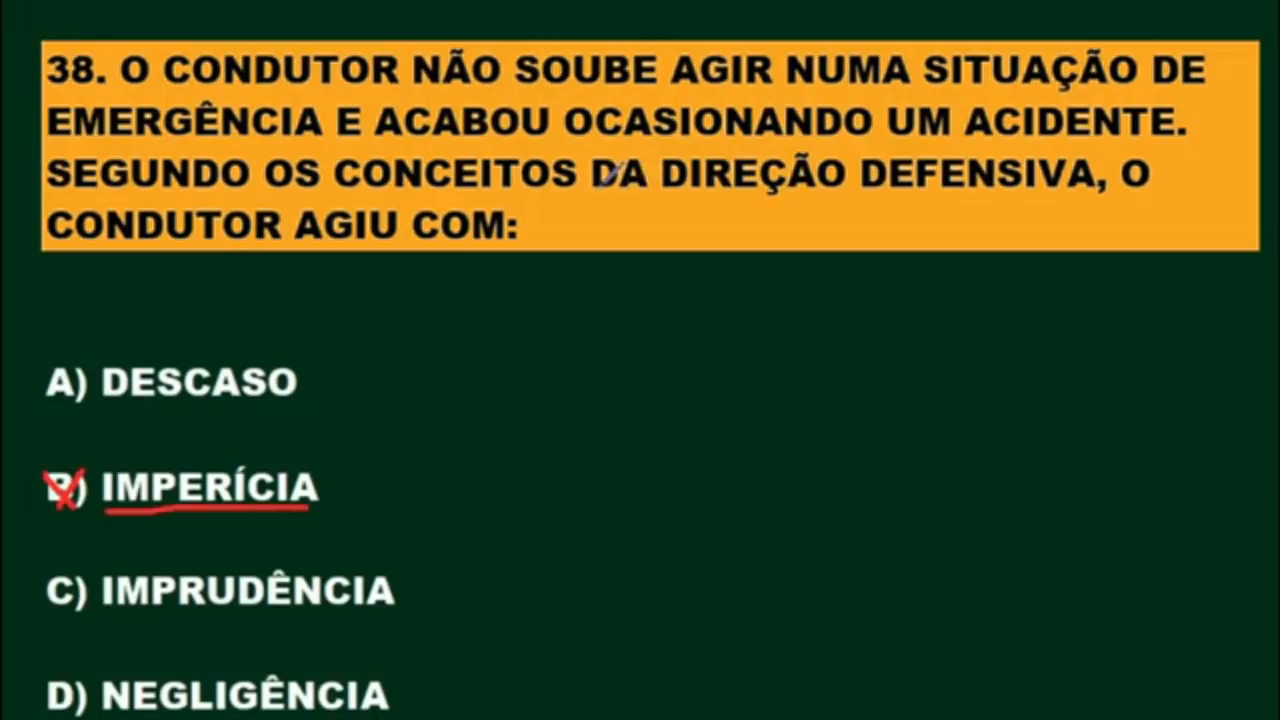 38. O CONDUTOR NÃO SOUBE AGIR NUMA SITUAÇÃO DE
EMERGÊNCIA E ACABOU OCASIONANDO UM ACIDENTE.
SEGUNDO OS CONCEITOS DA DIREÇÃO DEFENSIVA, O
CONDUTOR AGIU COM:
A) DESCASO
B) IMPERÍCIA
C) IMPRUDÊNCIA
D) NEGLIGÊNCIA